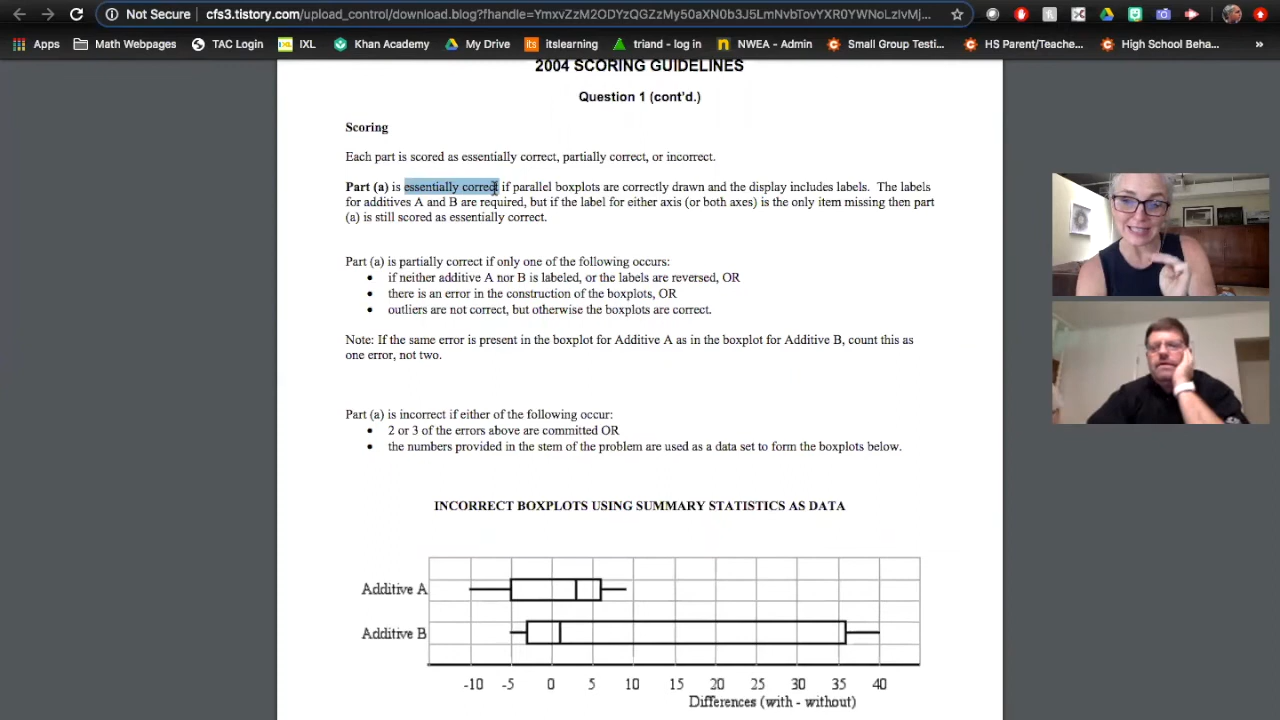 Not Secure cfs3.tistory.com/upload_control/download.blog?fhandle=YmxvZzM2ODYzQGZzMy50aXN0b3J5LmNvbTovYXR0YWNoLzIvMj...
Apps Math Webpages TAC Login IXL IXL Khan Academy My Drive its itslearning triand - log in NWEA - Admin Small Group Testi... HS Parent/Teache... High School Beha... »
2004 SCORING GUIDELINES
Question 1 (cont'd.)
Scoring
Each part is scored as essentially correct, partially correct, or incorrect.
Part (a) is essentially correct if parallel boxplots are correctly drawn and the display includes labels. The labels
for additives A and B are required, but if the label for either axis (or both axes) is the only item missing then part
(a) is still scored as essentially correct.
Part (a) is partially correct if only one of the following occurs:
• if neither additive A nor B is labeled, or the labels are reversed, OR
• there is an error in the construction of the boxplots, OR
• outliers are not correct, but otherwise the boxplots are correct.
Note: If the same error is present in the boxplot for Additive A as in the boxplot for Additive B, count this as
one error, not two.
Part (a) is incorrect if either of the following occur:
• 2 or 3 of the errors above are committed OR
• the numbers provided in the stem of the problem are used as a data set to form the boxplots below.
INCORRECT BOXPLOTS USING SUMMARY STATISTICS AS DATA
Additive A
Additive B
-10 -5 0 5 10 15 20 25 30 35 40
Differences (with - without)